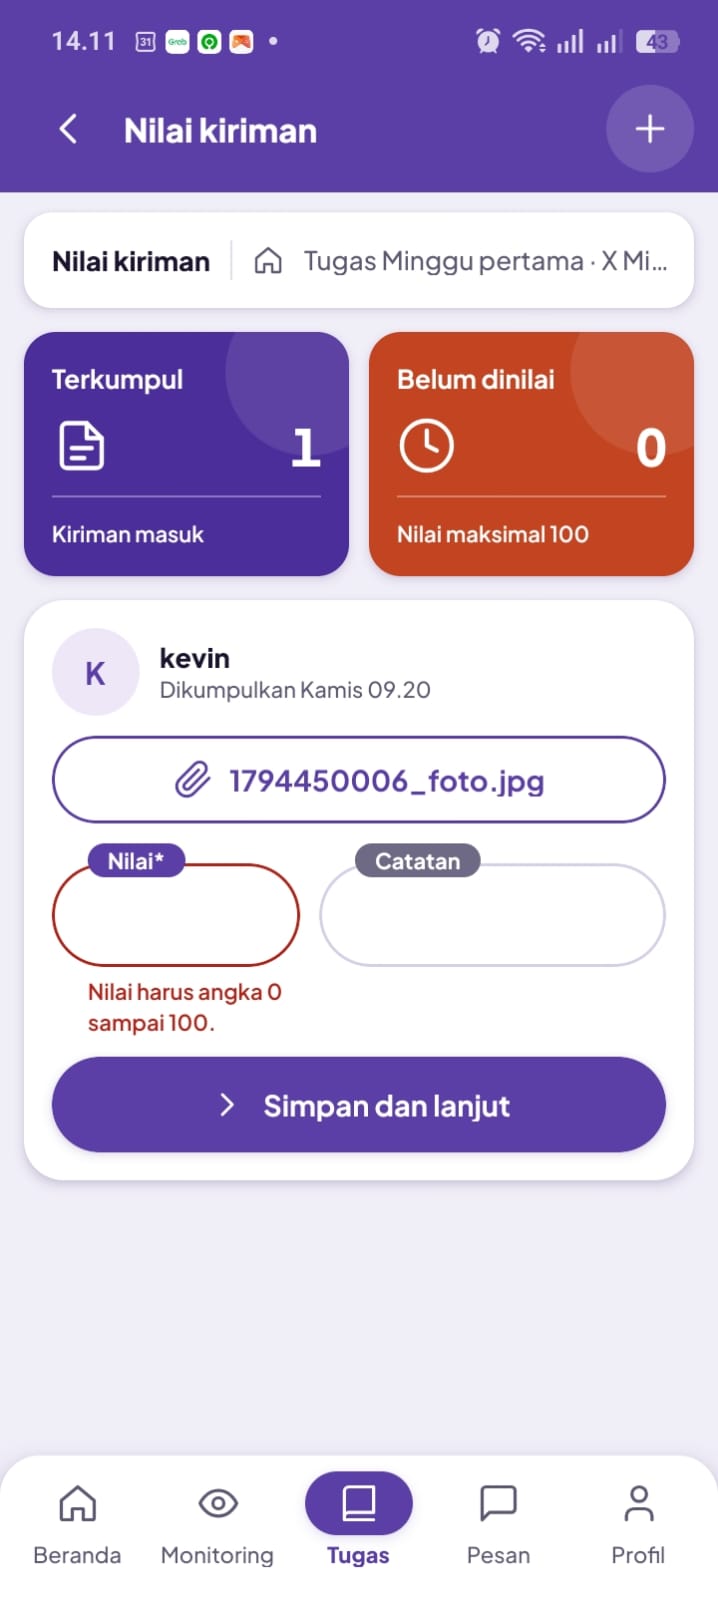 14.11
31
Grab
43
Nilai kiriman
Nilai kiriman
Tugas Minggu pertama · X Mi...
Terkumpul
1
Kiriman masuk
Belum dinilai
0
Nilai maksimal 100
K
kevin
Dikumpulkan Kamis 09.20
1794450006_foto.jpg
Nilai*
Catatan
Nilai harus angka 0
sampai 100.
Simpan dan lanjut
Beranda
Monitoring
Tugas
Pesan
Profil